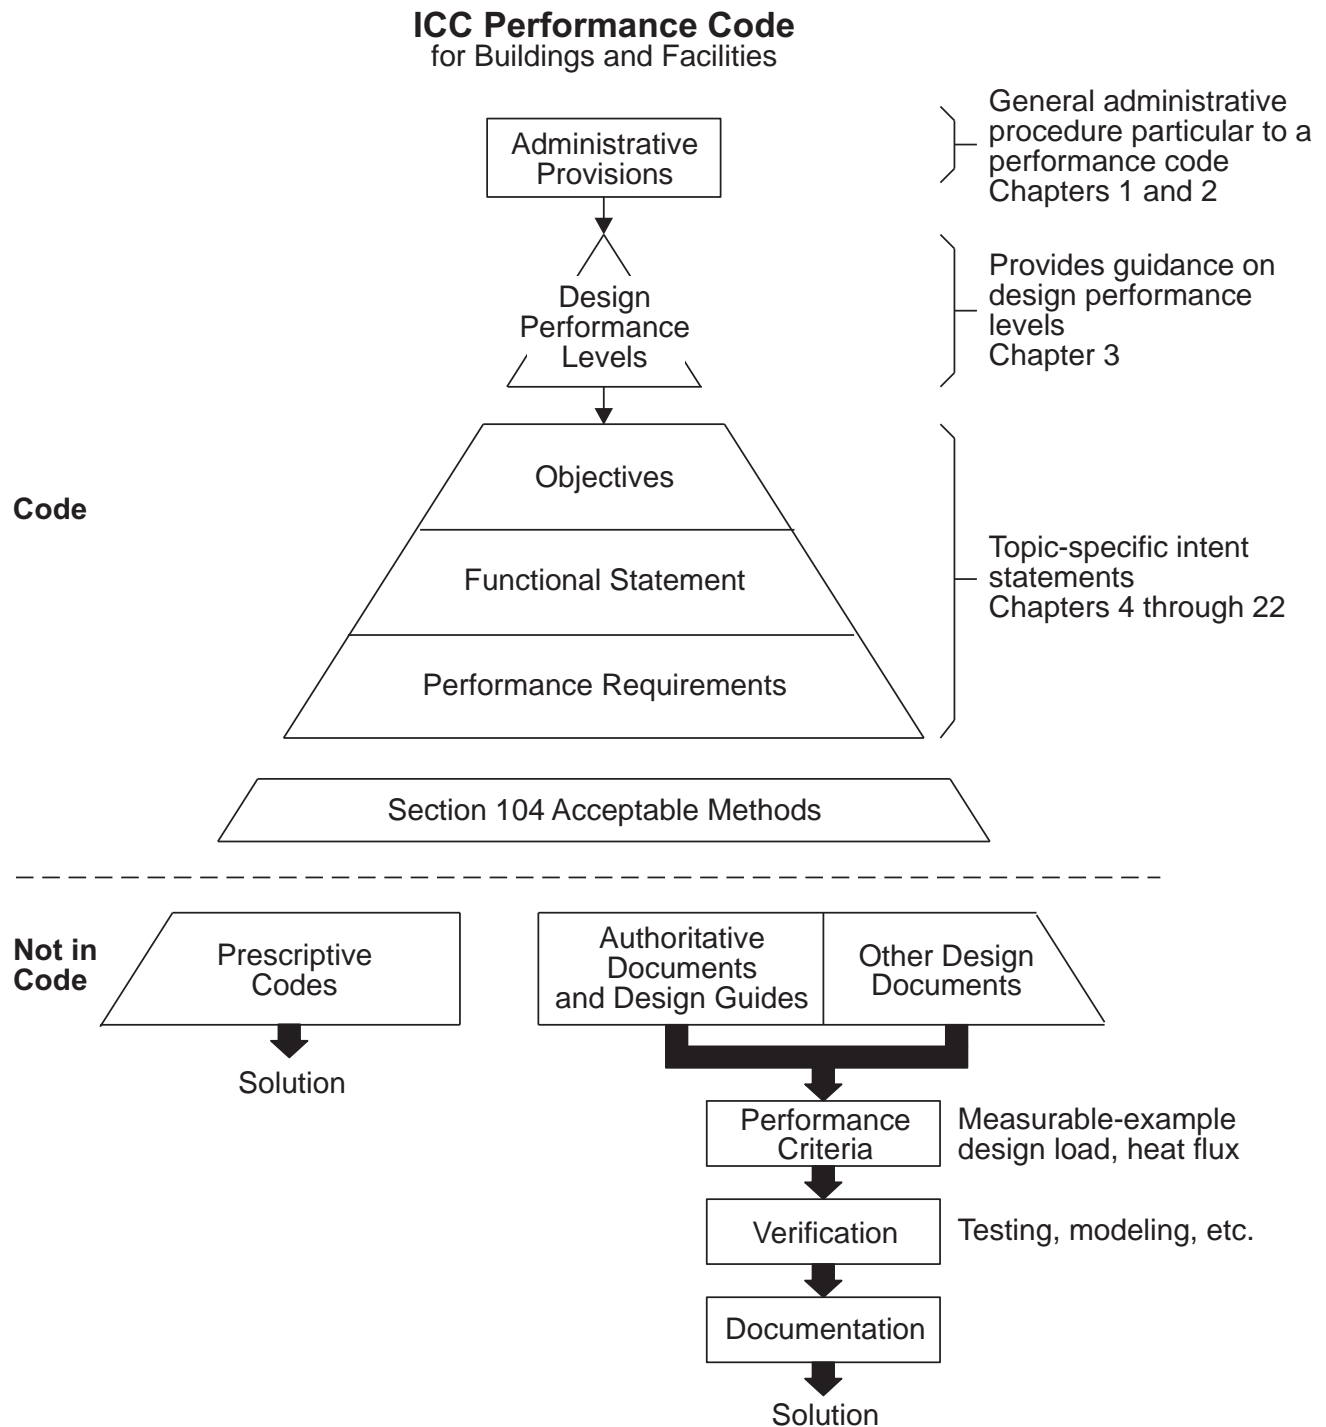 ICC Performance Code
for Buildings and Facilities
Administrative
Provisions
General administrative
procedure particular to a
performance code
Chapters 1 and 2
Design
Performance
Levels
Provides guidance on
design performance
levels
Chapter 3
Code
Objectives
Functional Statement
Performance Requirements
Topic-specific intent
statements
Chapters 4 through 22
Section 104 Acceptable Methods
Not in
Code
Prescriptive
Codes
Solution
Authoritative
Documents
and Design Guides
Other Design
Documents
Performance
Criteria
Measurable-example
design load, heat flux
Verification
Testing, modeling, etc.
Documentation
Solution